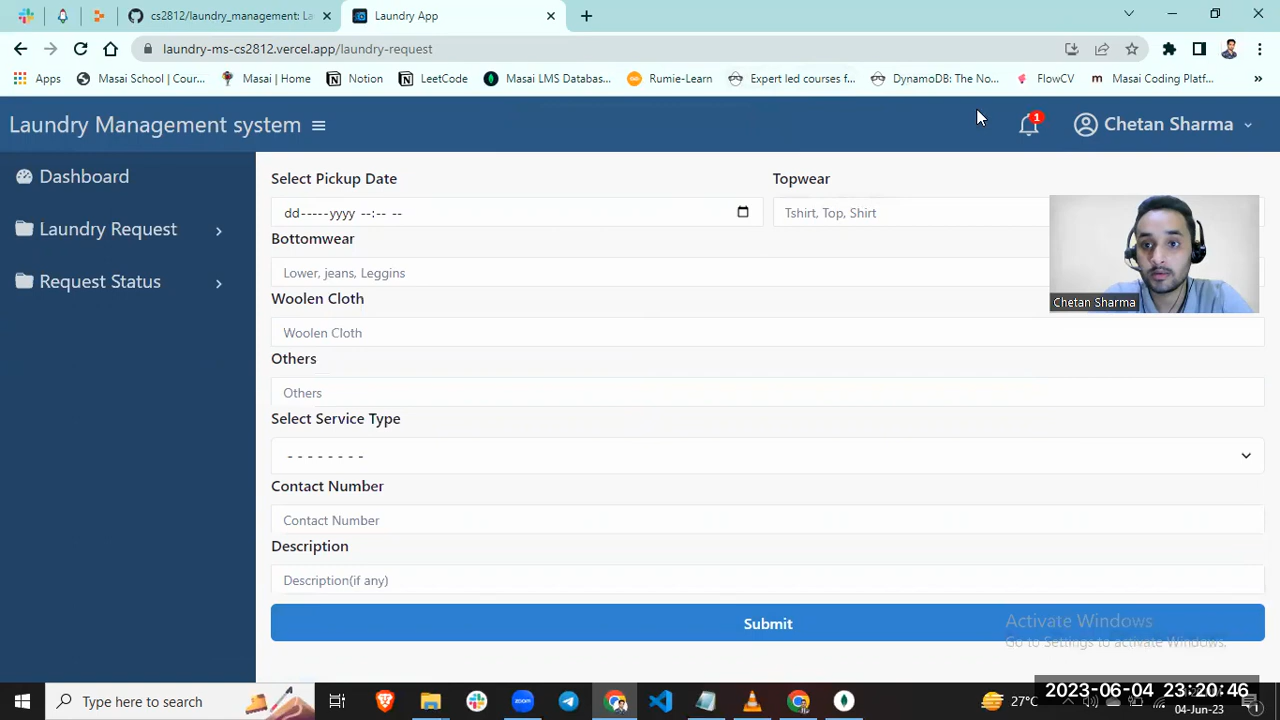 cs2812/laundry_management: La
Laundry App
laundry-ms-cs2812.vercel.app/laundry-request
Apps
Masai School | Cour...
Masai | Home
Notion
LeetCode
Masai LMS Databas...
Rumie-Learn
Expert led courses f...
DynamoDB: The No...
FlowCV
Masai Coding Platf...
»
Laundry Management system
1
Chetan Sharma
Dashboard
Laundry Request
Request Status
Select Pickup Date
Topwear
dd-----yyyy --:-- --
Tshirt, Top, Shirt
Bottomwear
Lower, jeans, Leggins
Woolen Cloth
Woolen Cloth
Others
Others
Select Service Type
- - - - - - - -
Contact Number
Contact Number
Description
Description(if any)
Submit
Chetan Sharma
Activate Windows
Go to Settings to activate Windows.
Type here to search
zoom
27°C
2023-06-04 23:20:46
04-Jun-23
1